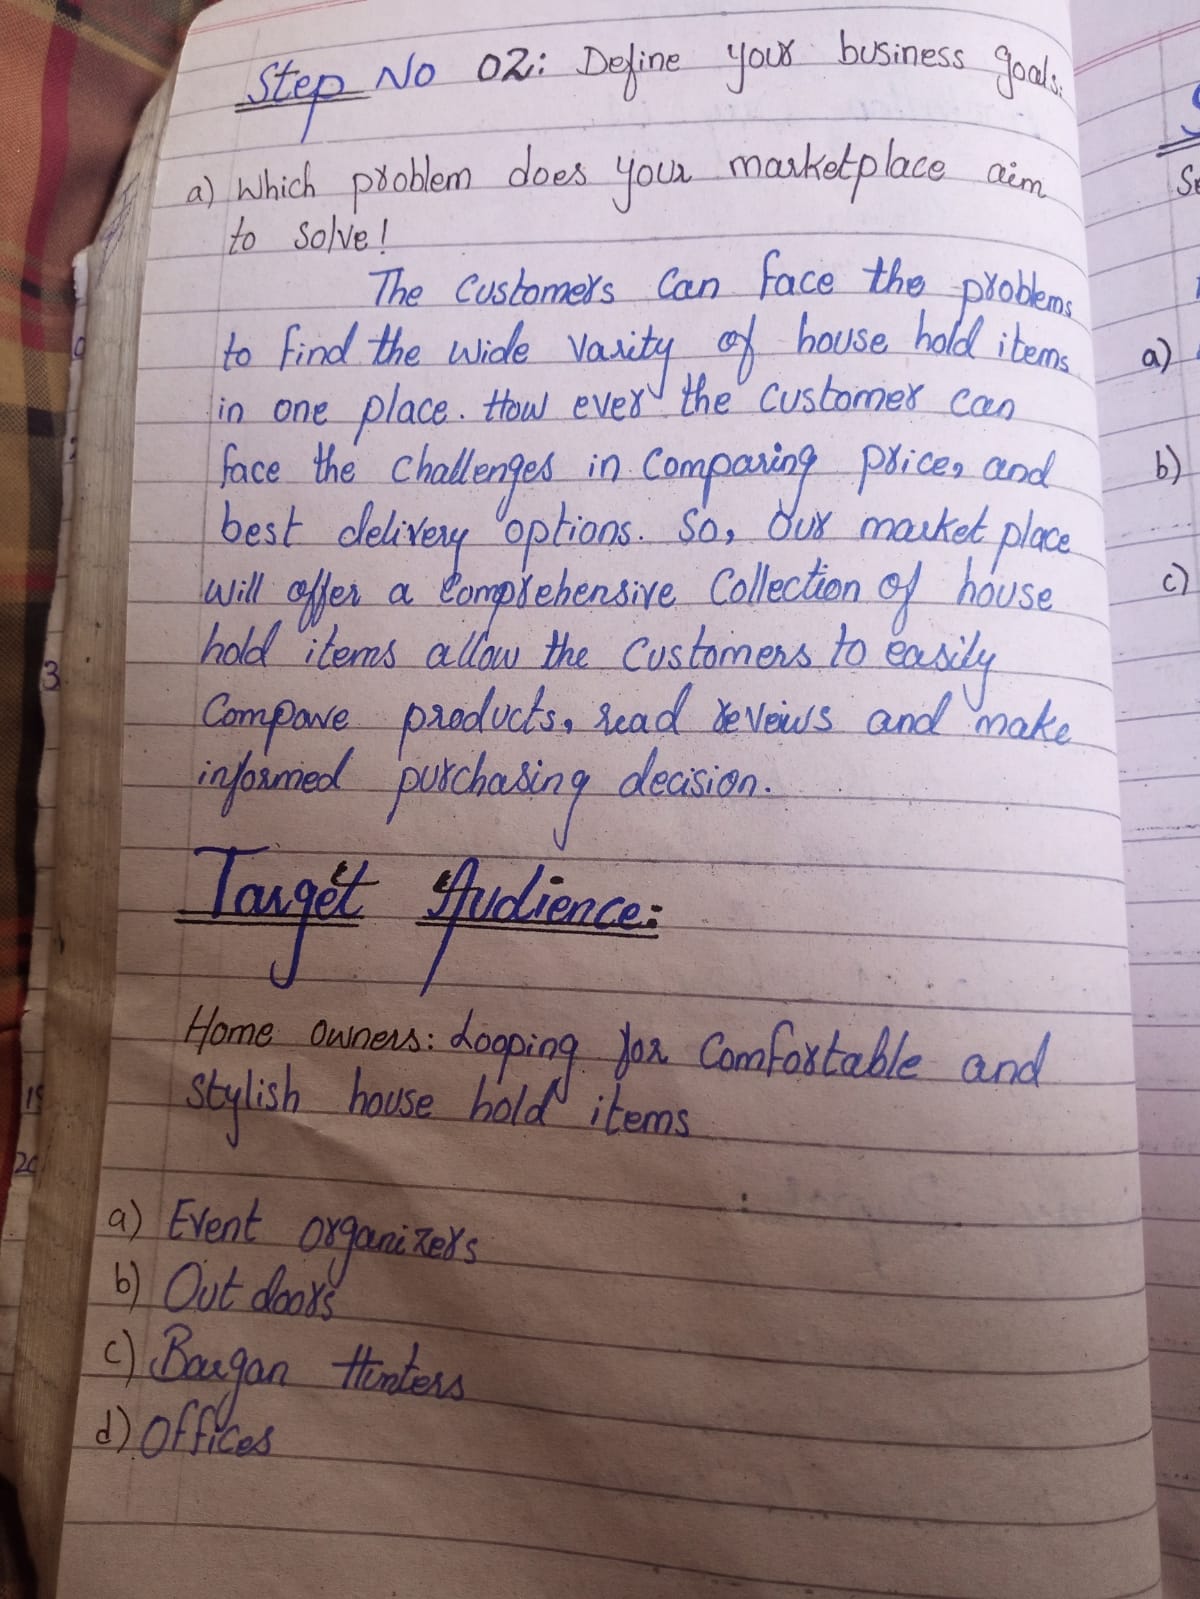 Step No 02: Define your business goals:
a) Which problem does your marketplace aim
to solve!
The Customers Can face the problems
to find the wide varity of house hold items
in one place. How ever the Customer can
face the Challenges in Comparing price, and
best delivery options. So, Our market place
will offer a Comprehensive Collection of house
hold items allow the Customers to easily
Compare products, read reveiws and make
informed purchasing decision.
Target Audience:
Home Owners: Looping for Comfortable and
Stylish house hold items
a) Event organizers
b) Out doors
c) Bargan Hunters
d) Offices
a)
b)
c)
3
19
20